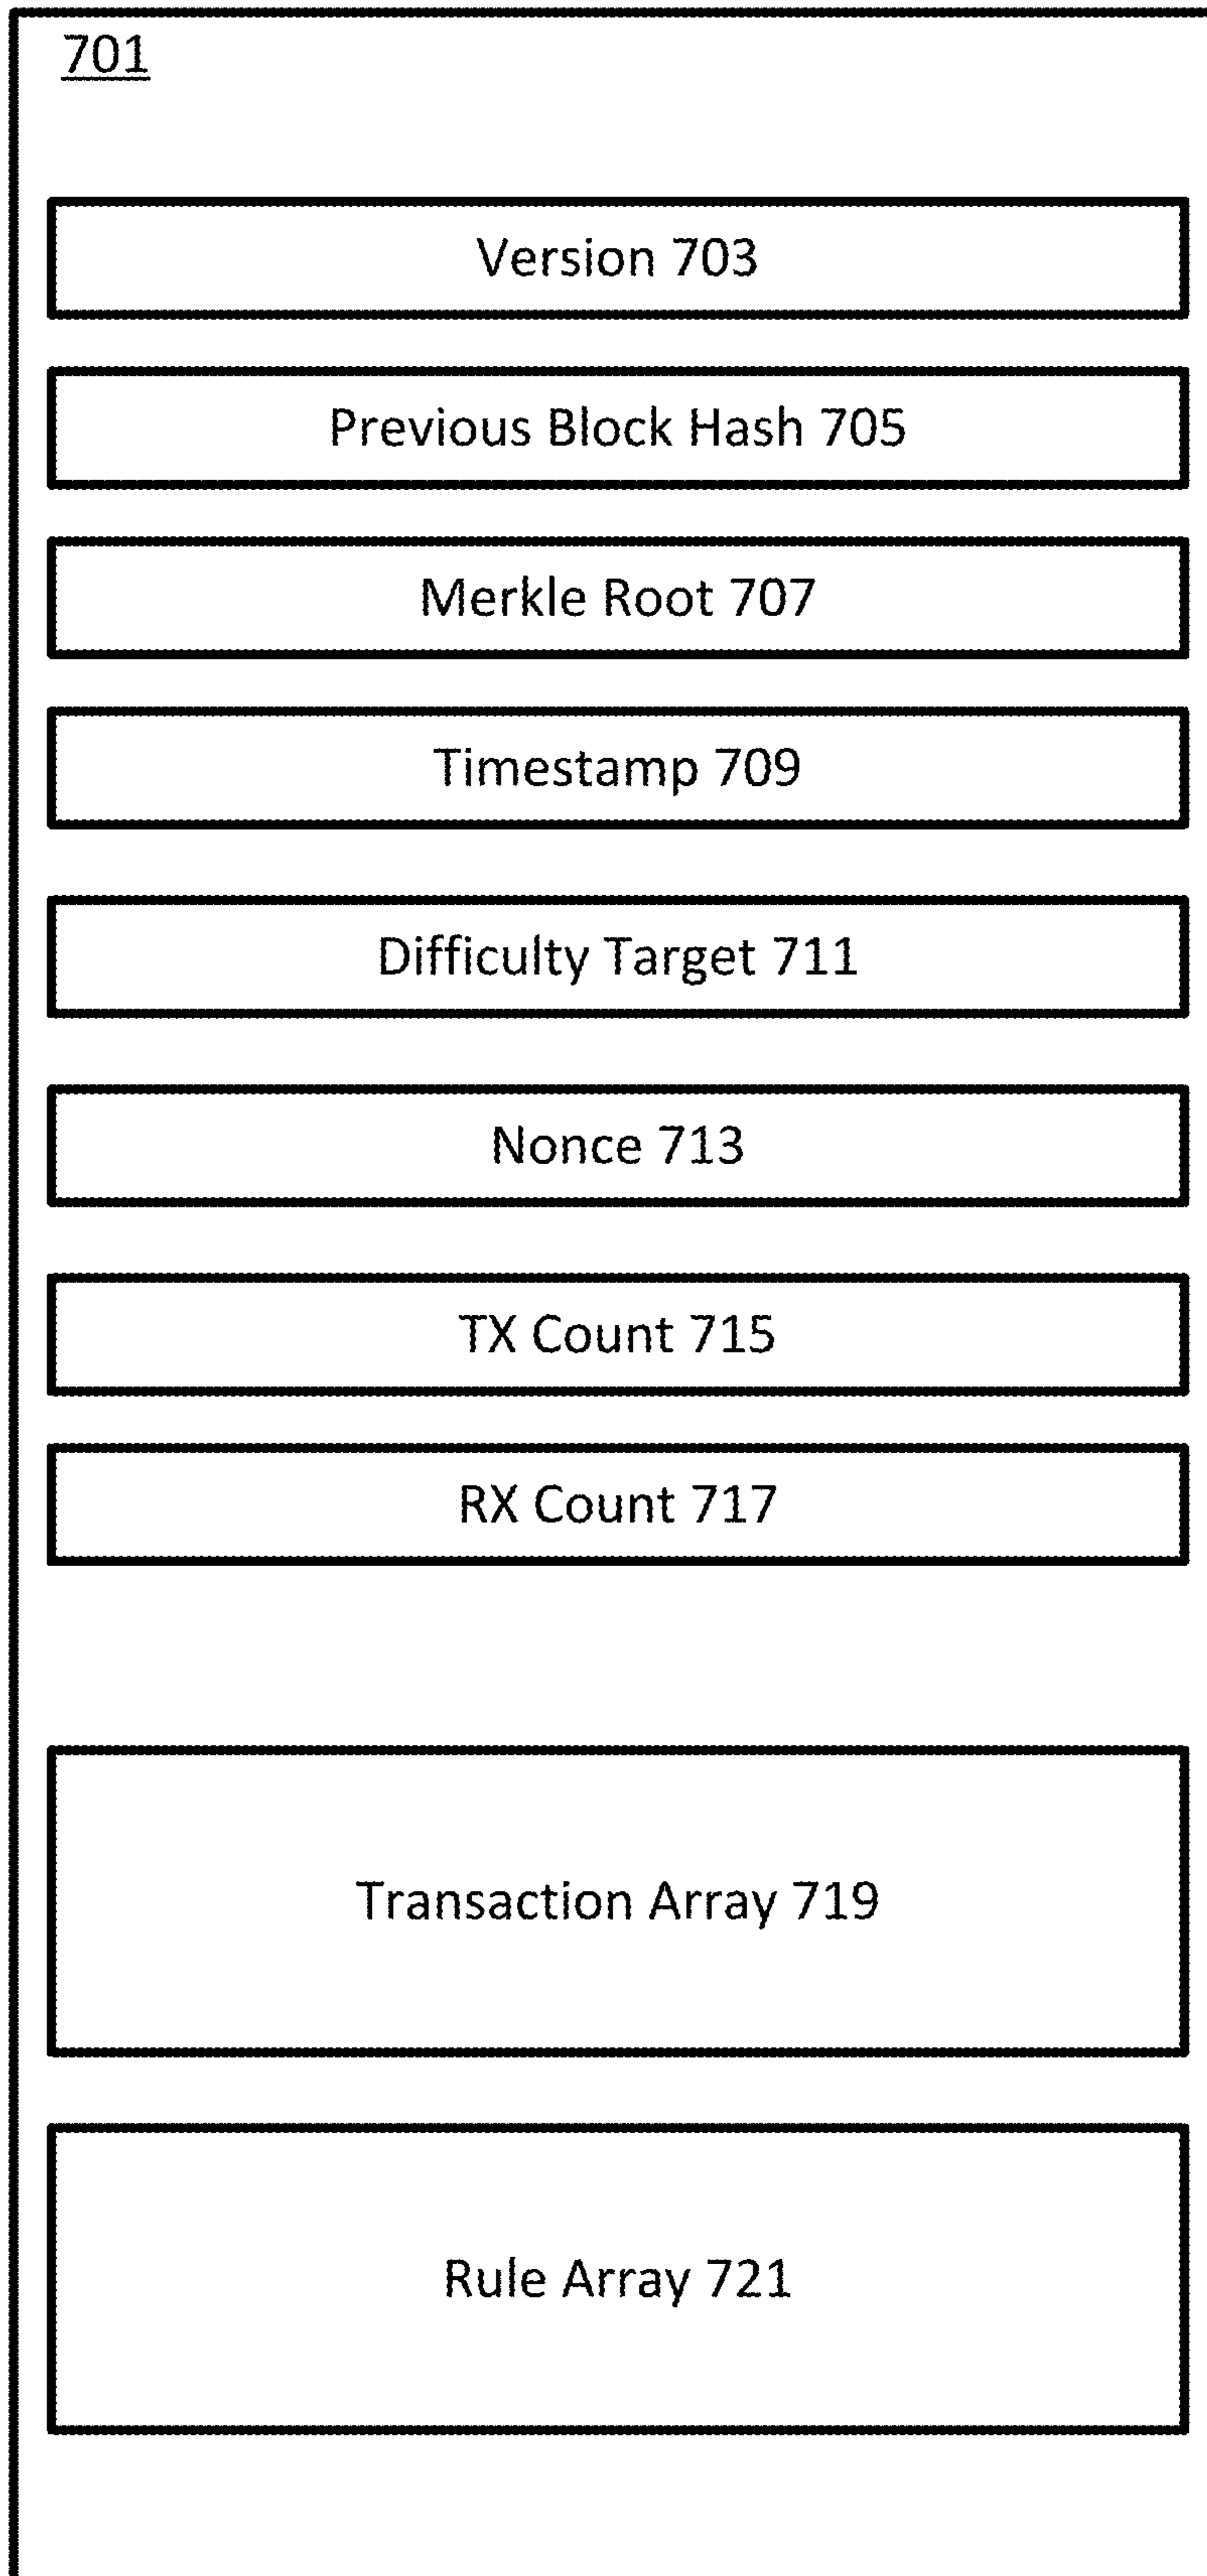 701
Version 703
Previous Block Hash 705
Merkle Root 707
Timestamp 709
Difficulty Target 711
Nonce 713
TX Count 715
RX Count 717
Transaction Array 719
Rule Array 721